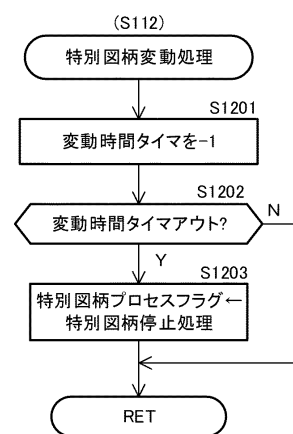 (S112)
特別図柄変動処理
S1201
変動時間タイマを-1
S1202
変動時間タイマアウト?
N
Y
S1203
特別図柄プロセスフラグ←
特別図柄停止処理
RET